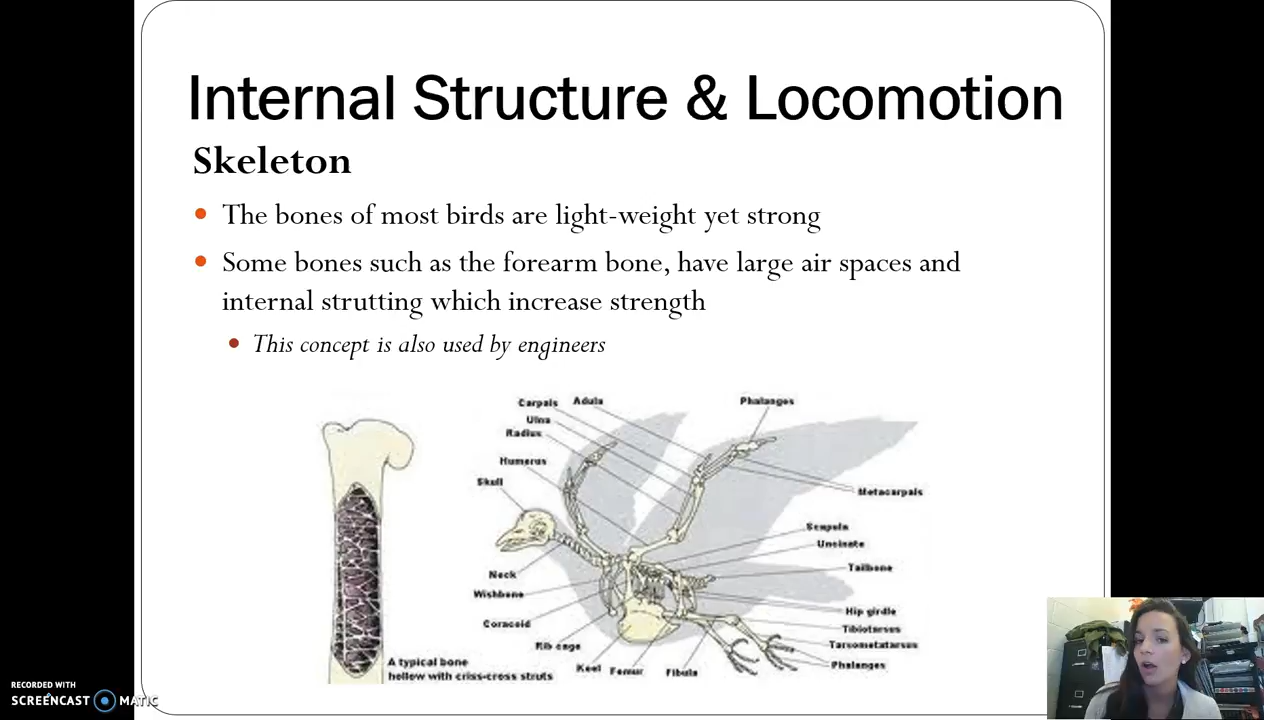 Internal Structure & Locomotion
Skeleton
The bones of most birds are light-weight yet strong
Some bones such as the forearm bone, have large air spaces and
internal strutting which increase strength
This concept is also used by engineers
Carpals
Adula
Phalanges
Ulna
Radius
Humerus
Skull
Metacarpals
Scapula
Uncinate
Tailbone
Neck
Wishbone
Hip girdle
Coracoid
Tibiotarsus
Rib cage
Tarsometatarsus
Keel
Femur
Fibula
Phalanges
A typical bone
hollow with criss-cross struts
RECORDED WITH
SCREENCAST MATIC